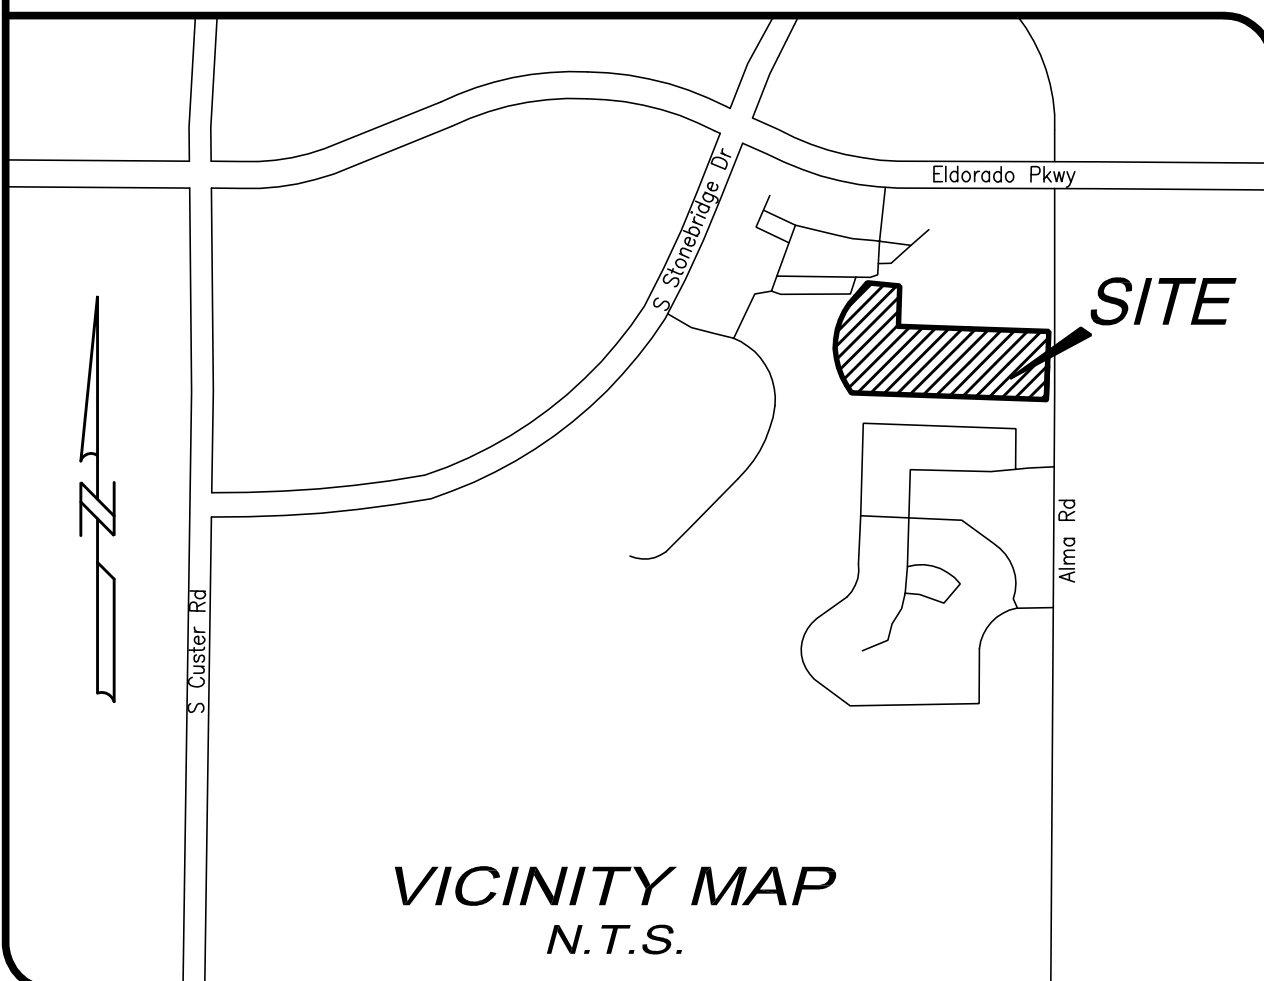 Eldorado Pkwy
S Stonebridge Dr
SITE
N
Alma Rd
S Custer Rd
VICINITY MAP
N.T.S.